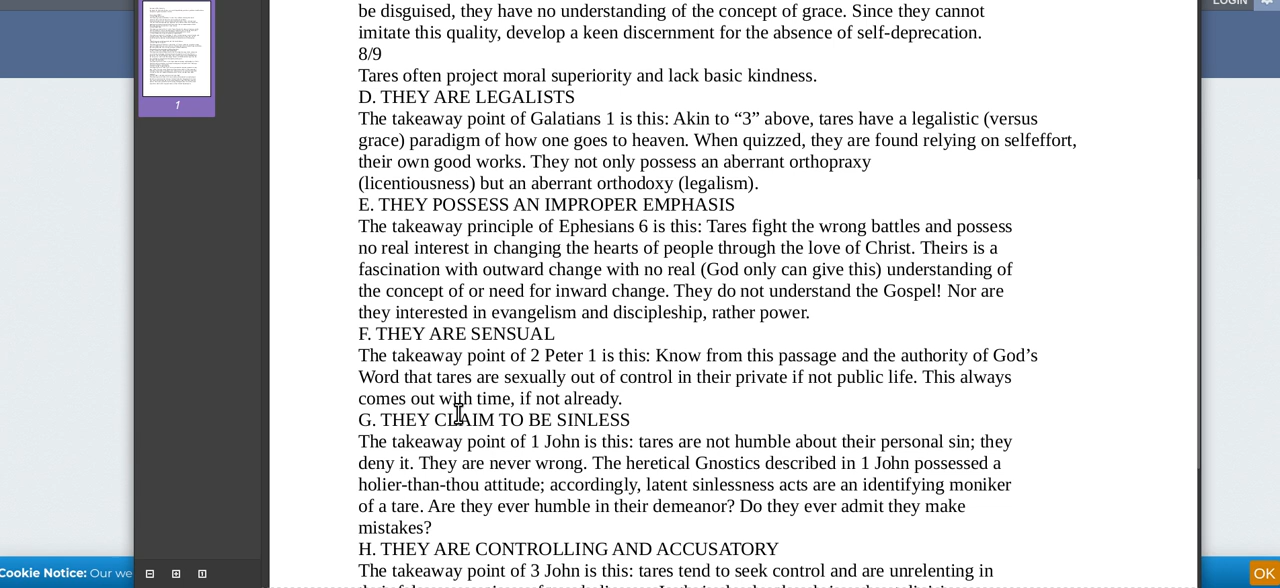 LOGIN
be disguised, they have no understanding of the concept of grace. Since they cannot
imitate this quality, develop a keen discernment for the absence of self-deprecation.
8/9
Tares often project moral superiority and lack basic kindness.
D. THEY ARE LEGALISTS
The takeaway point of Galatians 1 is this: Akin to “3” above, tares have a legalistic (versus
grace) paradigm of how one goes to heaven. When quizzed, they are found relying on selfeffort,
their own good works. They not only possess an aberrant orthopraxy
(licentiousness) but an aberrant orthodoxy (legalism).
E. THEY POSSESS AN IMPROPER EMPHASIS
The takeaway principle of Ephesians 6 is this: Tares fight the wrong battles and possess
no real interest in changing the hearts of people through the love of Christ. Theirs is a
fascination with outward change with no real (God only can give this) understanding of
the concept of or need for inward change. They do not understand the Gospel! Nor are
they interested in evangelism and discipleship, rather power.
F. THEY ARE SENSUAL
The takeaway point of 2 Peter 1 is this: Know from this passage and the authority of God’s
Word that tares are sexually out of control in their private if not public life. This always
comes out with time, if not already.
G. THEY CLAIM TO BE SINLESS
The takeaway point of 1 John is this: tares are not humble about their personal sin; they
deny it. They are never wrong. The heretical Gnostics described in 1 John possessed a
holier-than-thou attitude; accordingly, latent sinlessness acts are an identifying moniker
of a tare. Are they ever humble in their demeanor? Do they ever admit they make
mistakes?
H. THEY ARE CONTROLLING AND ACCUSATORY
The takeaway point of 3 John is this: tares tend to seek control and are unrelenting in
1
Cookie Notice: Our we
OK